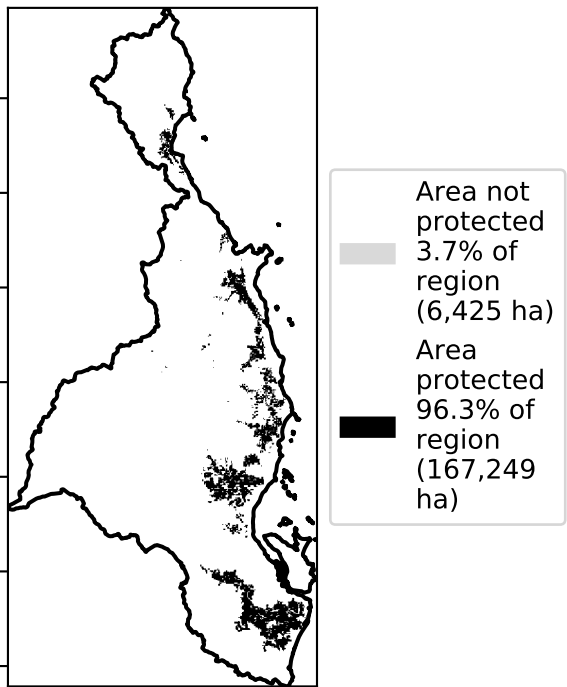 Area not
protected
3.7% of
region
(6,425 ha)
Area
protected
96.3% of
region
(167,249
ha)